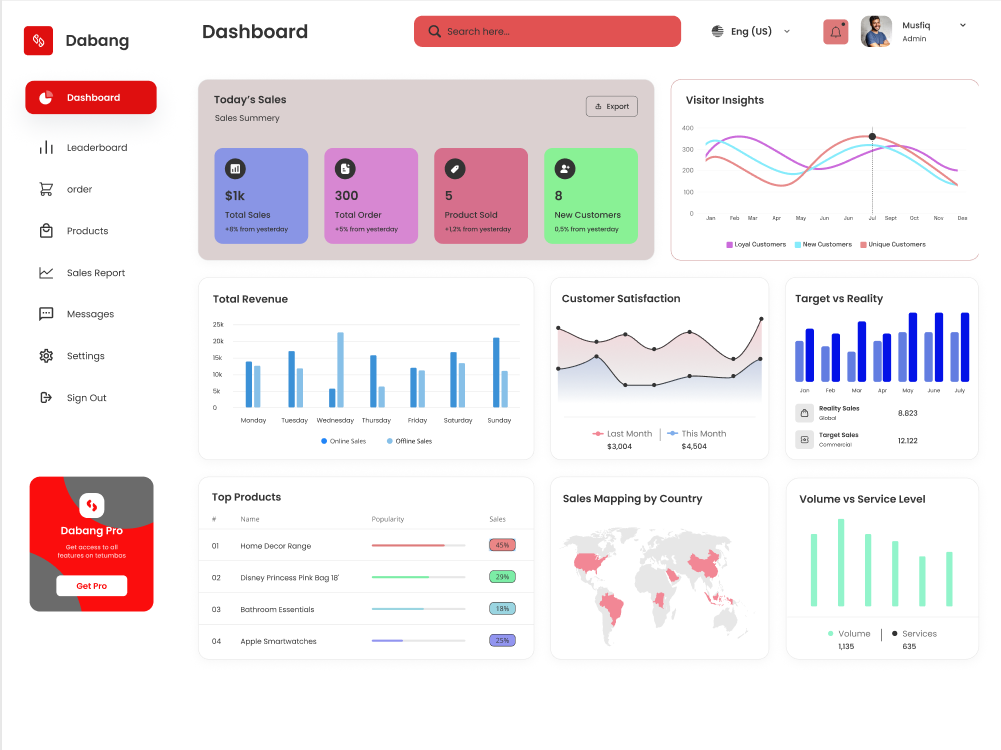 Dabang
Dashboard
Search here...
Eng (US)
Musfiq
Admin
Dashboard
Leaderboard
order
Products
Sales Report
Messages
Settings
Sign Out
Dabang Pro
Get access to all
features on tetumbas
Get Pro
Today's Sales
Sales Summery
Export
$1k
Total Sales
+8% from yesterday
300
Total Order
+5% from yesterday
5
Product Sold
+1,2% from yesterday
8
New Customers
0,5% from yesterday
Visitor Insights
400
300
200
100
0
Jan Feb Mar Apr May Jun Jun Jul Sept Oct Nov Des
Loyal Customers New Customers Unique Customers
Total Revenue
25k
20k
15k
10k
5k
0
Monday Tuesday Wednesday Thursday Friday Saturday Sunday
Online Sales Offline Sales
Customer Satisfaction
Last Month This Month
$3,004 $4,504
Target vs Reality
Jan Feb Mar Apr May June July
Reality Sales
Global
8.823
Target Sales
Commercial
12.122
Top Products
# Name Popularity Sales
01 Home Decor Range 45%
02 Disney Princess Pink Bag 18' 29%
03 Bathroom Essentials 18%
04 Apple Smartwatches 25%
Sales Mapping by Country
Volume vs Service Level
Volume Services
1,135 635